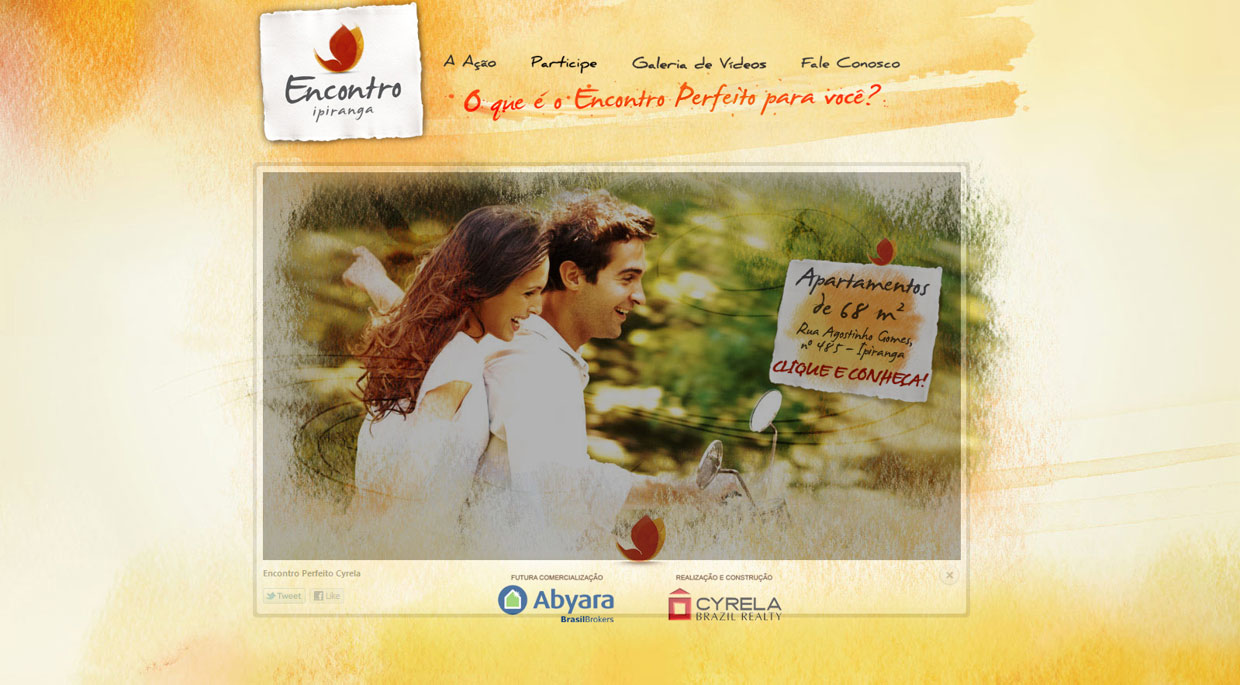 Encontro
ipiranga
A Ação
Participe
Galeria de Vídeos
Fale Conosco
O que é o Encontro Perfeito para você?
Apartamentos
de 68 m²
Rua Agostinho Gomes,
nº 485 - Ipiranga
CLIQUE E CONHEÇA!
Encontro Perfeito Cyrela
Tweet
Like
FUTURA COMERCIALIZAÇÃO
Abyara
BrasilBrokers
REALIZAÇÃO E CONSTRUÇÃO
CYRELA
BRAZIL REALTY